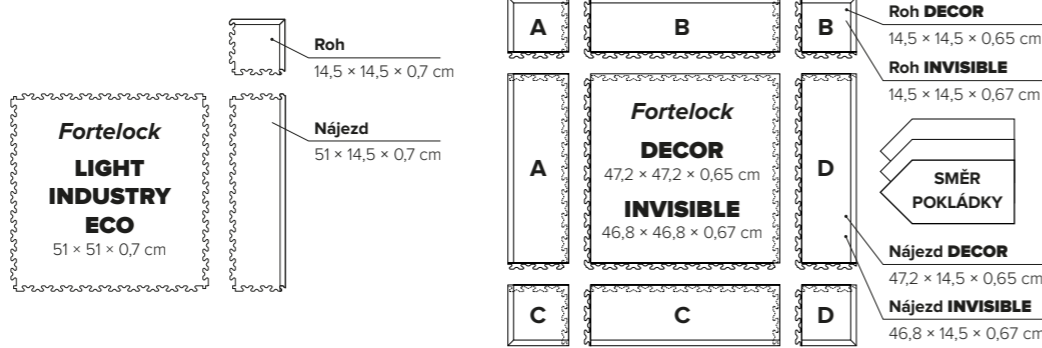 Roh
14,5 × 14,5 × 0,7 cm
Fortelock
LIGHT
INDUSTRY
ECO
51 × 51 × 0,7 cm
Nájezd
51 × 14,5 × 0,7 cm
A
B
B
Roh DECOR
14,5 × 14,5 × 0,65 cm
Roh INVISIBLE
14,5 × 14,5 × 0,67 cm
A
Fortelock
DECOR
47,2 × 47,2 × 0,65 cm
INVISIBLE
46,8 × 46,8 × 0,67 cm
D
SMĚR
POKLÁDKY
Nájezd DECOR
47,2 × 14,5 × 0,65 cm
Nájezd INVISIBLE
46,8 × 14,5 × 0,67 cm
C
C
D